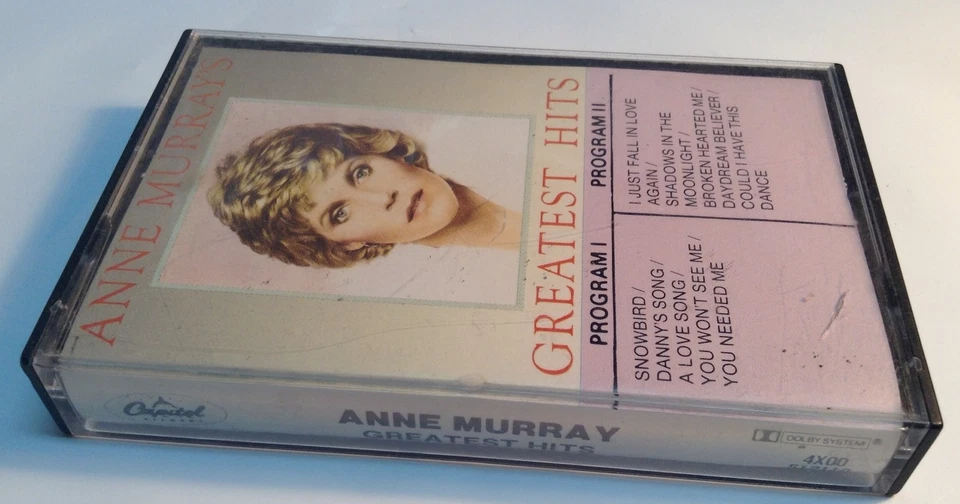 ANNE MURRAY'S
GREATEST HITS
PROGRAM I
SNOWBIRD /
DANNY'S SONG /
A LOVE SONG /
YOU WON'T SEE ME /
YOU NEEDED ME
PROGRAM II
I JUST FALL IN LOVE
AGAIN /
SHADOWS IN THE
MOONLIGHT /
BROKEN HEARTED ME /
DAYDREAM BELIEVER /
COULD I HAVE THIS
DANCE
Capitol
ANNE MURRAY
GREATEST HITS
DOLBY SYSTEM ®
4XOO